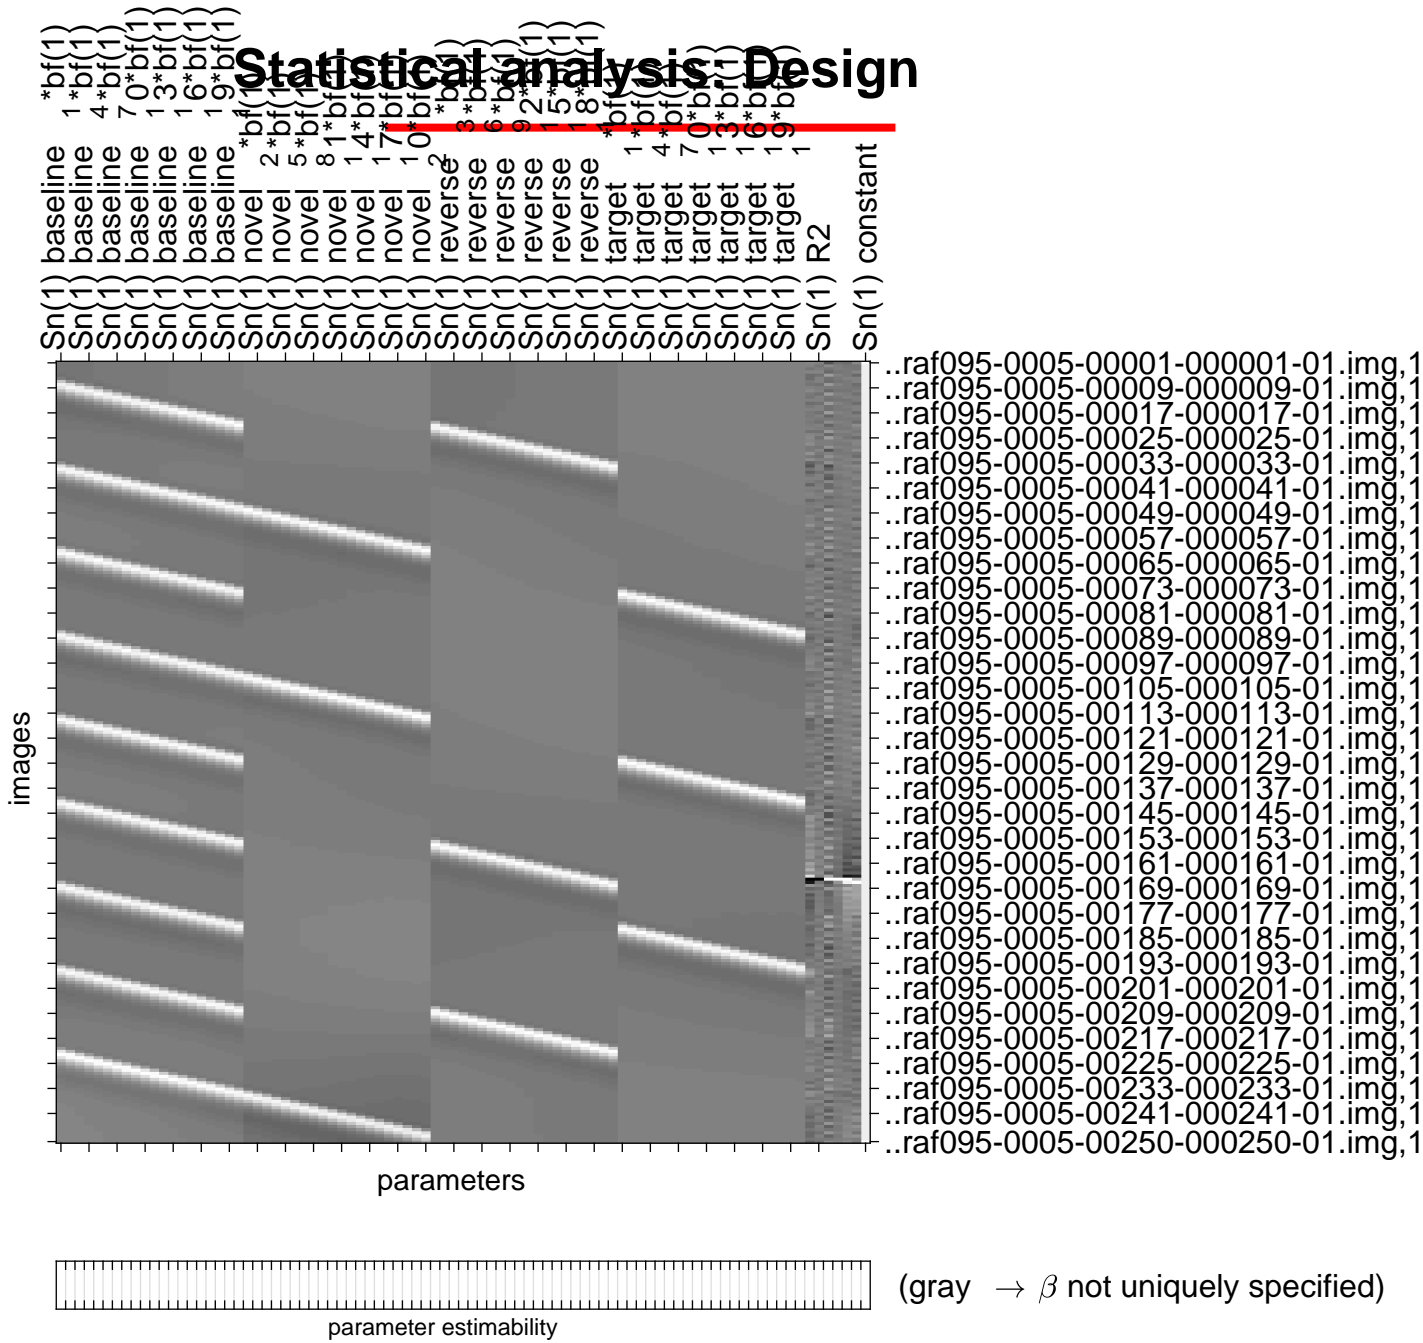 Statistical analysis: Design
Sn(1) baseline 1*bf(1)
Sn(1) baseline 4*bf(1)
Sn(1) baseline 70*bf(1)
Sn(1) baseline 13*bf(1)
Sn(1) baseline 16*bf(1)
Sn(1) baseline 19*bf(1)
Sn(1) baseline
Sn(1) novel
Sn(1) novel
Sn(1) novel
Sn(1) novel
Sn(1) novel
Sn(1) novel
Sn(1) novel
Sn(1) reverse
Sn(1) reverse
Sn(1) reverse
Sn(1) reverse
Sn(1) reverse
Sn(1) reverse
Sn(1) target
Sn(1) target
Sn(1) target
Sn(1) target
Sn(1) target
Sn(1) target
Sn(1) target
Sn(1) R2
Sn(1) constant
..raf095-0005-00001-000001-01.img,1
..raf095-0005-00009-000009-01.img,1
..raf095-0005-00017-000017-01.img,1
..raf095-0005-00025-000025-01.img,1
..raf095-0005-00033-000033-01.img,1
..raf095-0005-00041-000041-01.img,1
..raf095-0005-00049-000049-01.img,1
..raf095-0005-00057-000057-01.img,1
..raf095-0005-00065-000065-01.img,1
..raf095-0005-00073-000073-01.img,1
..raf095-0005-00081-000081-01.img,1
..raf095-0005-00089-000089-01.img,1
..raf095-0005-00097-000097-01.img,1
..raf095-0005-00105-000105-01.img,1
..raf095-0005-00113-000113-01.img,1
..raf095-0005-00121-000121-01.img,1
..raf095-0005-00129-000129-01.img,1
..raf095-0005-00137-000137-01.img,1
..raf095-0005-00145-000145-01.img,1
..raf095-0005-00153-000153-01.img,1
..raf095-0005-00161-000161-01.img,1
..raf095-0005-00169-000169-01.img,1
..raf095-0005-00177-000177-01.img,1
..raf095-0005-00185-000185-01.img,1
..raf095-0005-00193-000193-01.img,1
..raf095-0005-00201-000201-01.img,1
..raf095-0005-00209-000209-01.img,1
..raf095-0005-00217-000217-01.img,1
..raf095-0005-00225-000225-01.img,1
..raf095-0005-00233-000233-01.img,1
..raf095-0005-00241-000241-01.img,1
..raf095-0005-00250-000250-01.img,1
images
parameters
(gray → β not uniquely specified)
parameter estimability